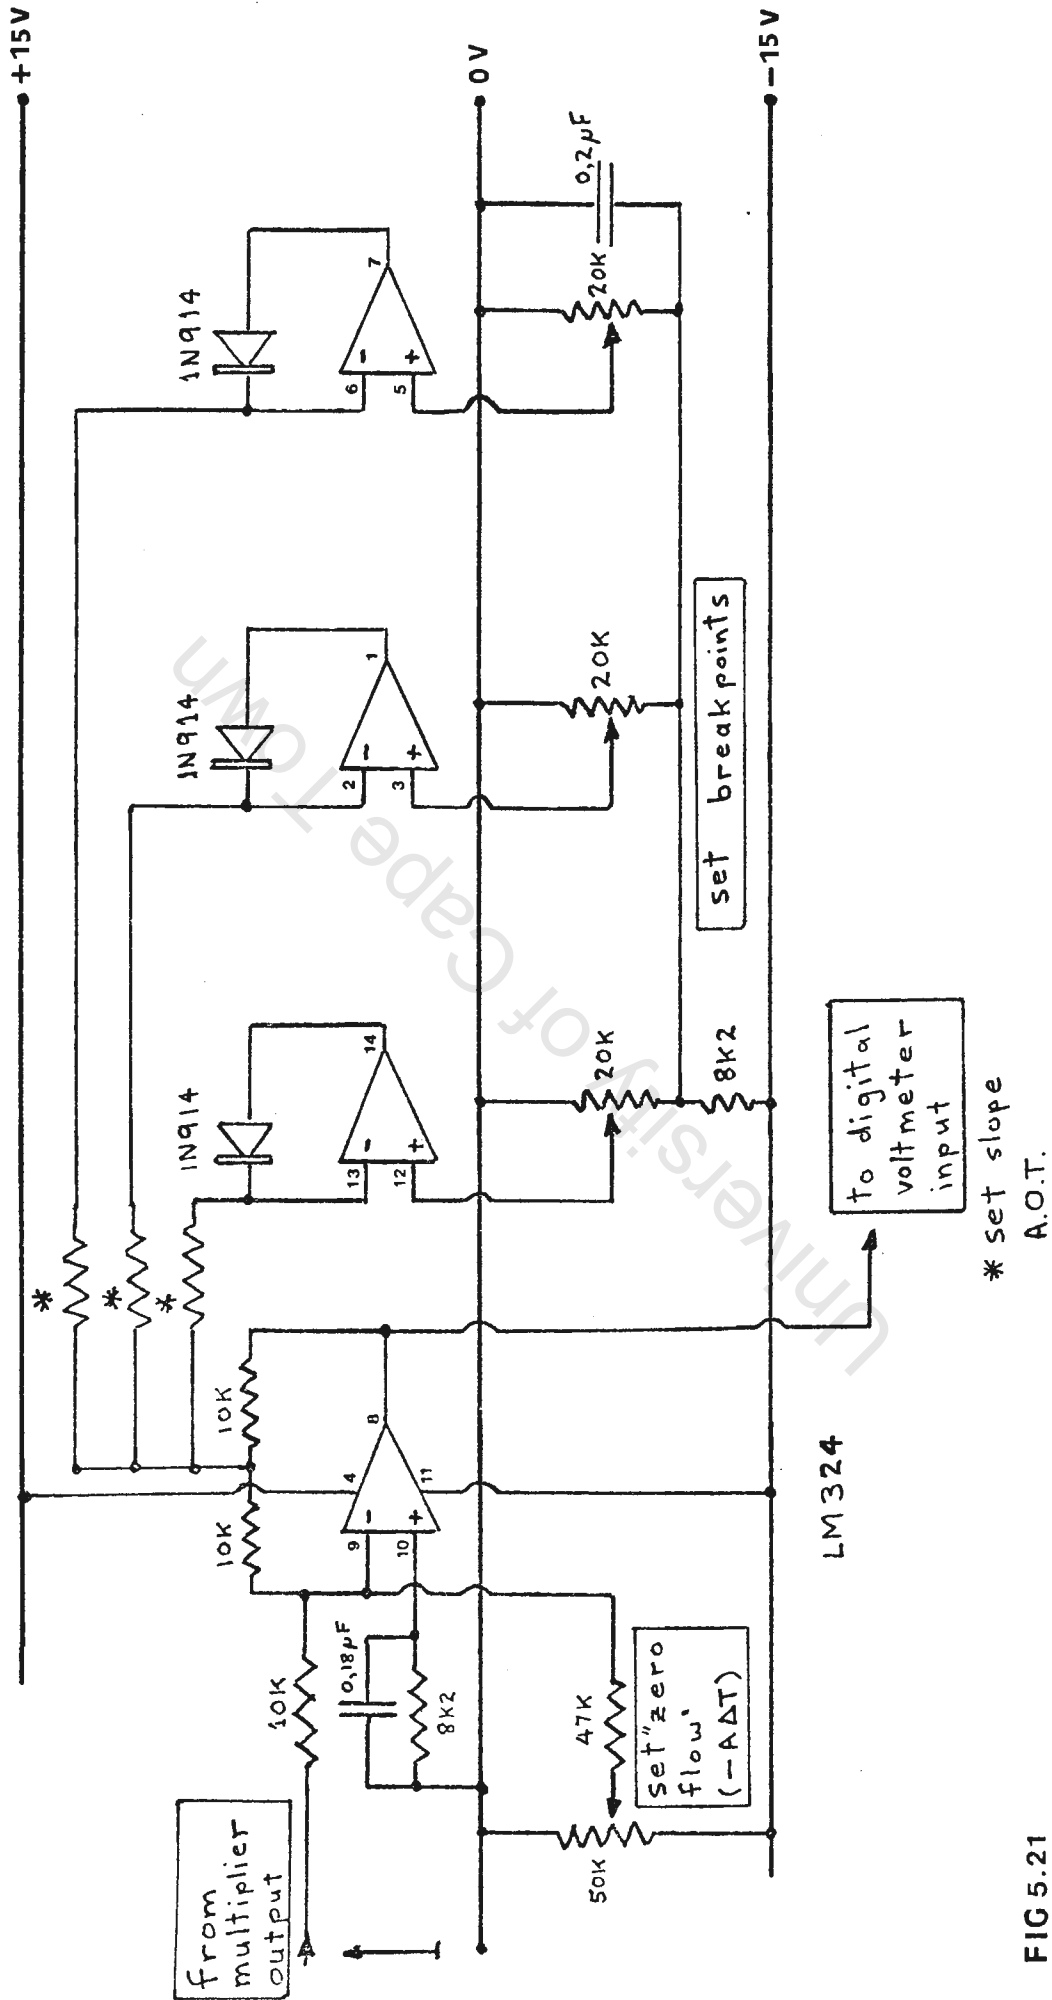 +15V
0V
-15V
1N914
7
6
5
-
+
20K
0,2µF
1N914
1
2
3
-
+
20K
set breakpoints
1N914
14
13
12
-
+
20K
8K2
*
*
*
10K
10K
8
4
11
9
10
-
+
to digital
voltmeter
input
* set slope
A.O.T.
LM324
10K
0,18µF
8K2
47K
50K
set "zero
flow"
(-AΔT)
From
multiplier
output
FIG 5.21
University of Cape Town